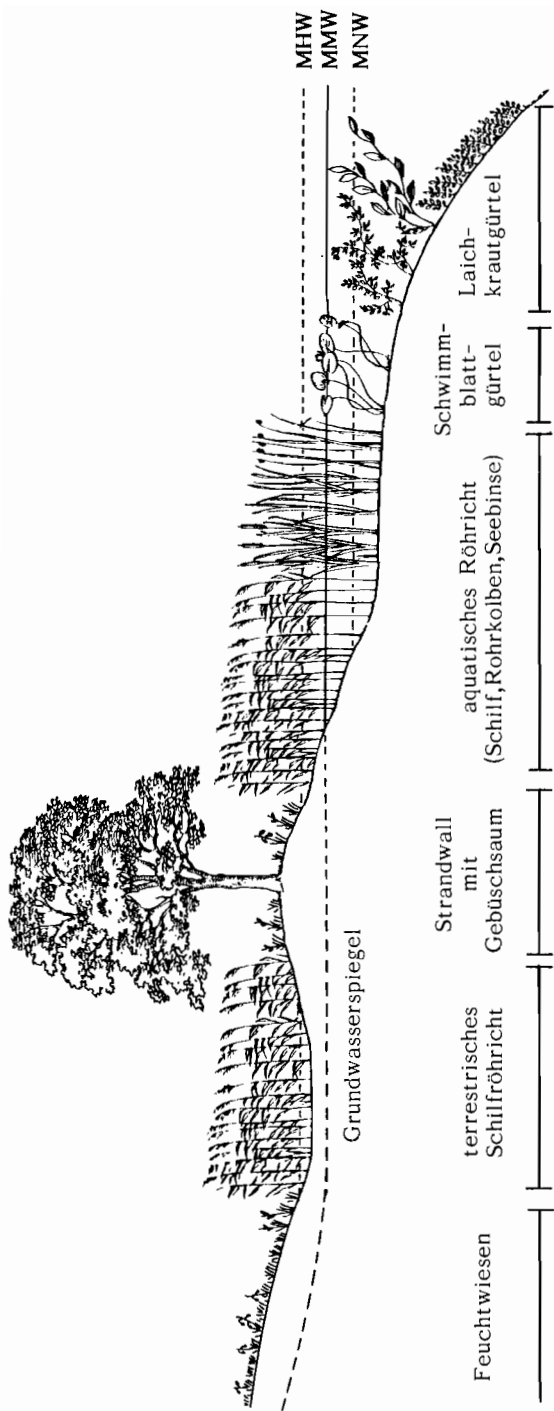 MHW
MMW
MNW
Grundwasserspiegel
Feuchtwiesen
terrestrisches
Schilfröhricht
Strandwall
mit
Gebüschsaum
aquatisches Röhricht
(Schilf,Rohrkolben,Seebinse)
Schwimm-
blatt-
gürtel
Laich-
krautgürtel